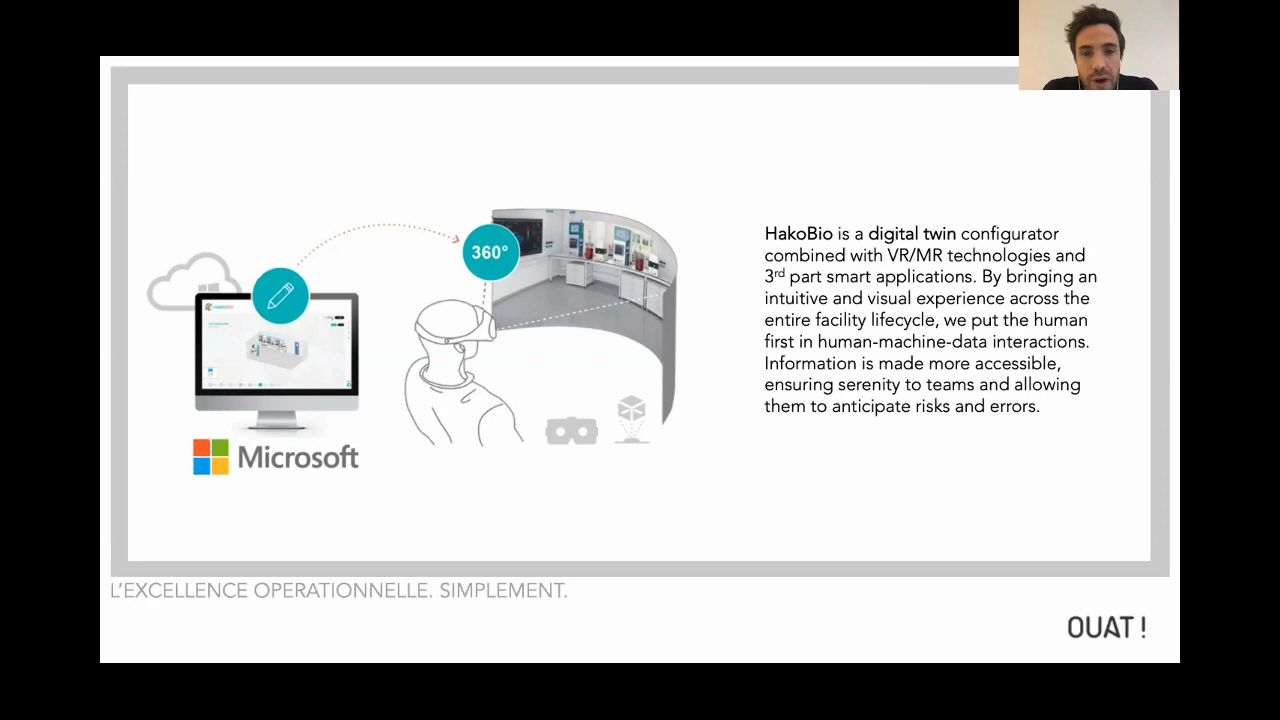 360°
HakoBio is a digital twin configurator
combined with VR/MR technologies and
3rd part smart applications. By bringing an
intuitive and visual experience across the
entire facility lifecycle, we put the human
first in human-machine-data interactions.
Information is made more accessible,
ensuring serenity to teams and allowing
them to anticipate risks and errors.
Microsoft
L'EXCELLENCE OPERATIONNELLE. SIMPLEMENT.
OUAT !